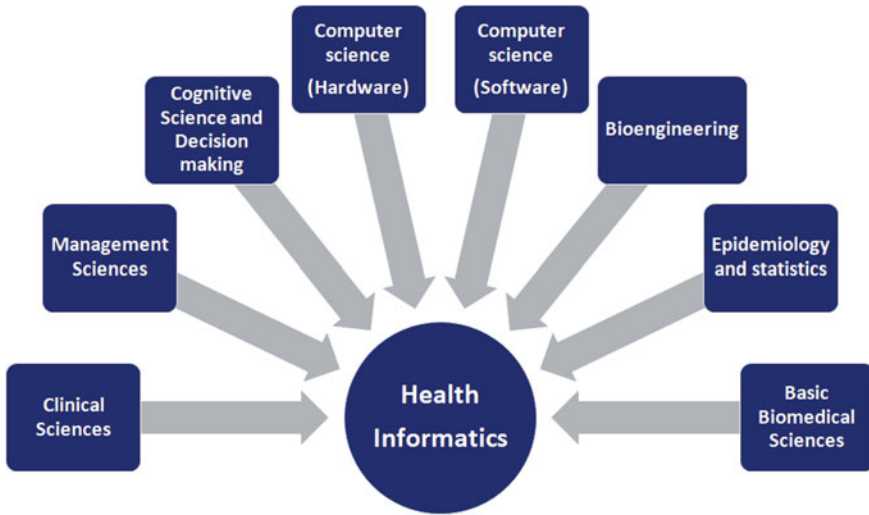 Computer
science
(Hardware)
Computer
science
(Software)
Cognitive
Science and
Decision
making
Bioengineering
Management
Sciences
Epidemiology
and statistics
Clinical
Sciences
Health
Informatics
Basic
Biomedical
Sciences